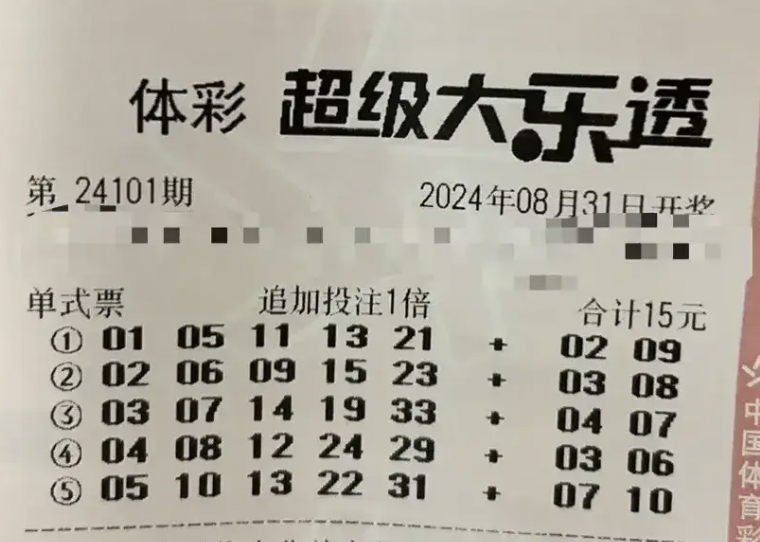 体彩 超级大乐透
第 24101期 2024年08月31日开奖
单式票 追加投注1倍 合计15元
① 01 05 11 13 21 + 02 09
② 02 06 09 15 23 + 03 08
③ 03 07 14 19 33 + 04 07
④ 04 08 12 24 29 + 03 06
⑤ 05 10 13 22 31 + 07 10
中国体育彩